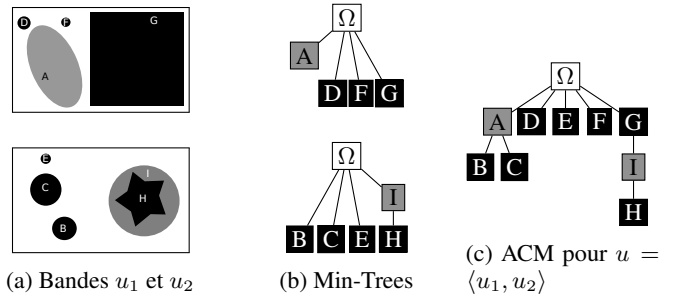 D F G
A
E
C I
H
B
(a) Bandes u₁ et u₂
Ω
A
D F G
Ω
I
B C E H
(b) Min-Trees
Ω
A D E F G
B C I
H
(c) ACM pour u =
⟨u₁, u₂⟩